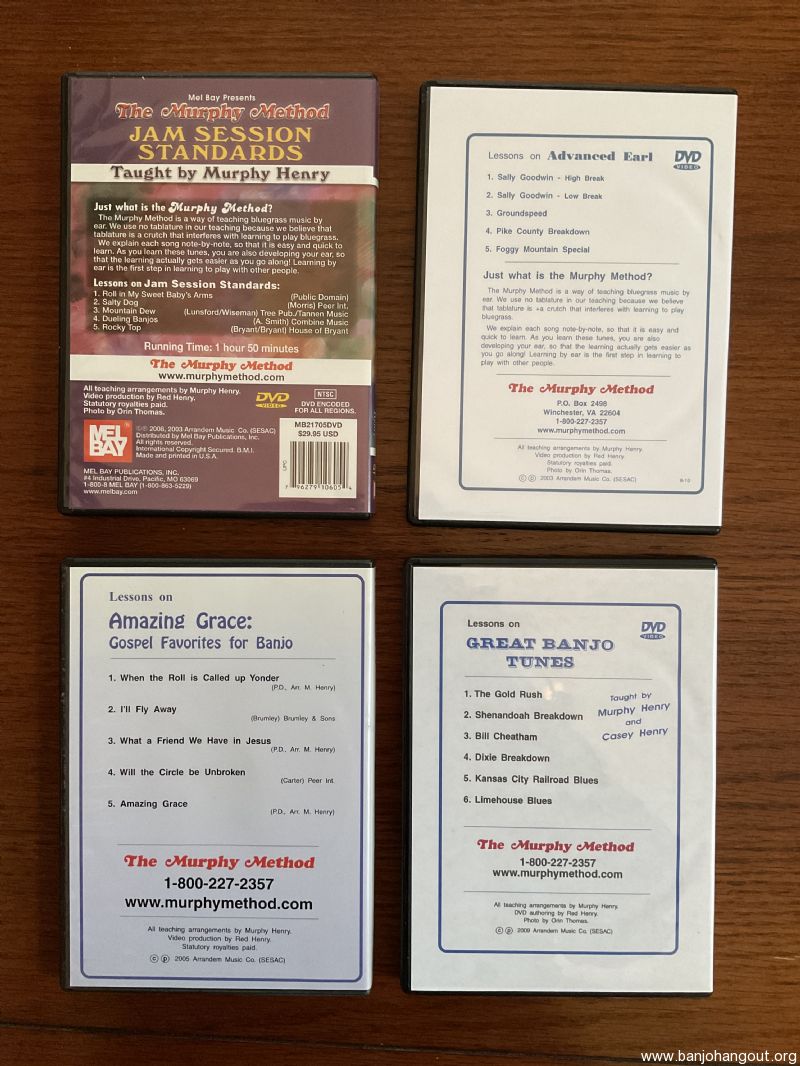 Mel Bay Presents
The Murphy Method
JAM SESSION
STANDARDS
Taught by Murphy Henry
Just what is the Murphy Method?
The Murphy Method is a way of teaching bluegrass music by
ear. We use no tablature in our teaching because we believe that
tablature is a crutch that interferes with learning to play bluegrass.
We explain each song note-by-note, so that it is easy and quick to
learn. As you learn these tunes, you are also developing your ear, so
that the learning actually gets easier as you go along! Learning by
ear is the first step in learning to play with other people.
Lessons on Jam Session Standards:
1. Roll in My Sweet Baby's Arms (Public Domain)
2. Salty Dog (Morris) Peer Int.
3. Mountain Dew (Lunsford/Wiseman) Tree Pub./Tannen Music
4. Dueling Banjos (A. Smith) Combine Music
5. Rocky Top (Bryant/Bryant) House of Bryant
Running Time: 1 hour 50 minutes
The Murphy Method
www.murphymethod.com
All teaching arrangements by Murphy Henry.
Video production by Red Henry.
Statutory royalties paid.
Photo by Orin Thomas.
DVD
VIDEO
NTSC
DVD ENCODED
FOR ALL REGIONS.
MEL
BAY
©℗ 2006, 2003 Arrandem Music Co. (SESAC)
Distributed by Mel Bay Publications, Inc.
All rights reserved.
International Copyright Secured. B.M.I.
Made and printed in U.S.A.
MB21705DVD
$29.95 USD
UPC
7 96279 10605 4
MEL BAY PUBLICATIONS, INC.
#4 Industrial Drive, Pacific, MO 63069
1-800-8 MEL BAY (1-800-863-5229)
www.melbay.com
Lessons on Advanced Earl
DVD
VIDEO
1. Sally Goodwin - High Break
2. Sally Goodwin - Low Break
3. Groundspeed
4. Pike County Breakdown
5. Foggy Mountain Special
Just what is the Murphy Method?
The Murphy Method is a way of teaching bluegrass music by
ear. We use no tablature in our teaching because we believe
that tablature is +a crutch that interferes with learning to play
bluegrass.
We explain each song note-by-note, so that it is easy and
quick to learn. As you learn these tunes, you are also
developing your ear, so that the learning actually gets easier as
you go along! Learning by ear is the first step in learning to
play with other people.
The Murphy Method
P.O. Box 2498
Winchester, VA 22604
1-800-227-2357
www.murphymethod.com
All teaching arrangements by Murphy Henry.
Video production by Red Henry.
Statutory royalties paid.
Photo by Orin Thomas.
©℗ 2003 Arrandem Music Co. (SESAC)
8-10
Lessons on
Amazing Grace:
Gospel Favorites for Banjo
1. When the Roll is Called up Yonder
(P.D., Arr. M. Henry)
2. I'll Fly Away
(Brumley) Brumley & Sons
3. What a Friend We Have in Jesus
(P.D., Arr. M. Henry)
4. Will the Circle be Unbroken
(Carter) Peer Int.
5. Amazing Grace
(P.D., Arr. M. Henry)
The Murphy Method
1-800-227-2357
www.murphymethod.com
All teaching arrangements by Murphy Henry.
Video production by Red Henry.
Statutory royalties paid.
©℗ 2005 Arrandem Music Co. (SESAC)
Lessons on
DVD
VIDEO
GREAT BANJO
TUNES
1. The Gold Rush
2. Shenandoah Breakdown
3. Bill Cheatham
4. Dixie Breakdown
5. Kansas City Railroad Blues
6. Limehouse Blues
Taught by
Murphy Henry
and
Casey Henry
The Murphy Method
1-800-227-2357
www.murphymethod.com
All teaching arrangements by Murphy Henry.
DVD authoring by Red Henry.
Photo by Orin Thomas.
©℗ 2009 Arrandem Music Co. (SESAC)
www.banjohangout.org